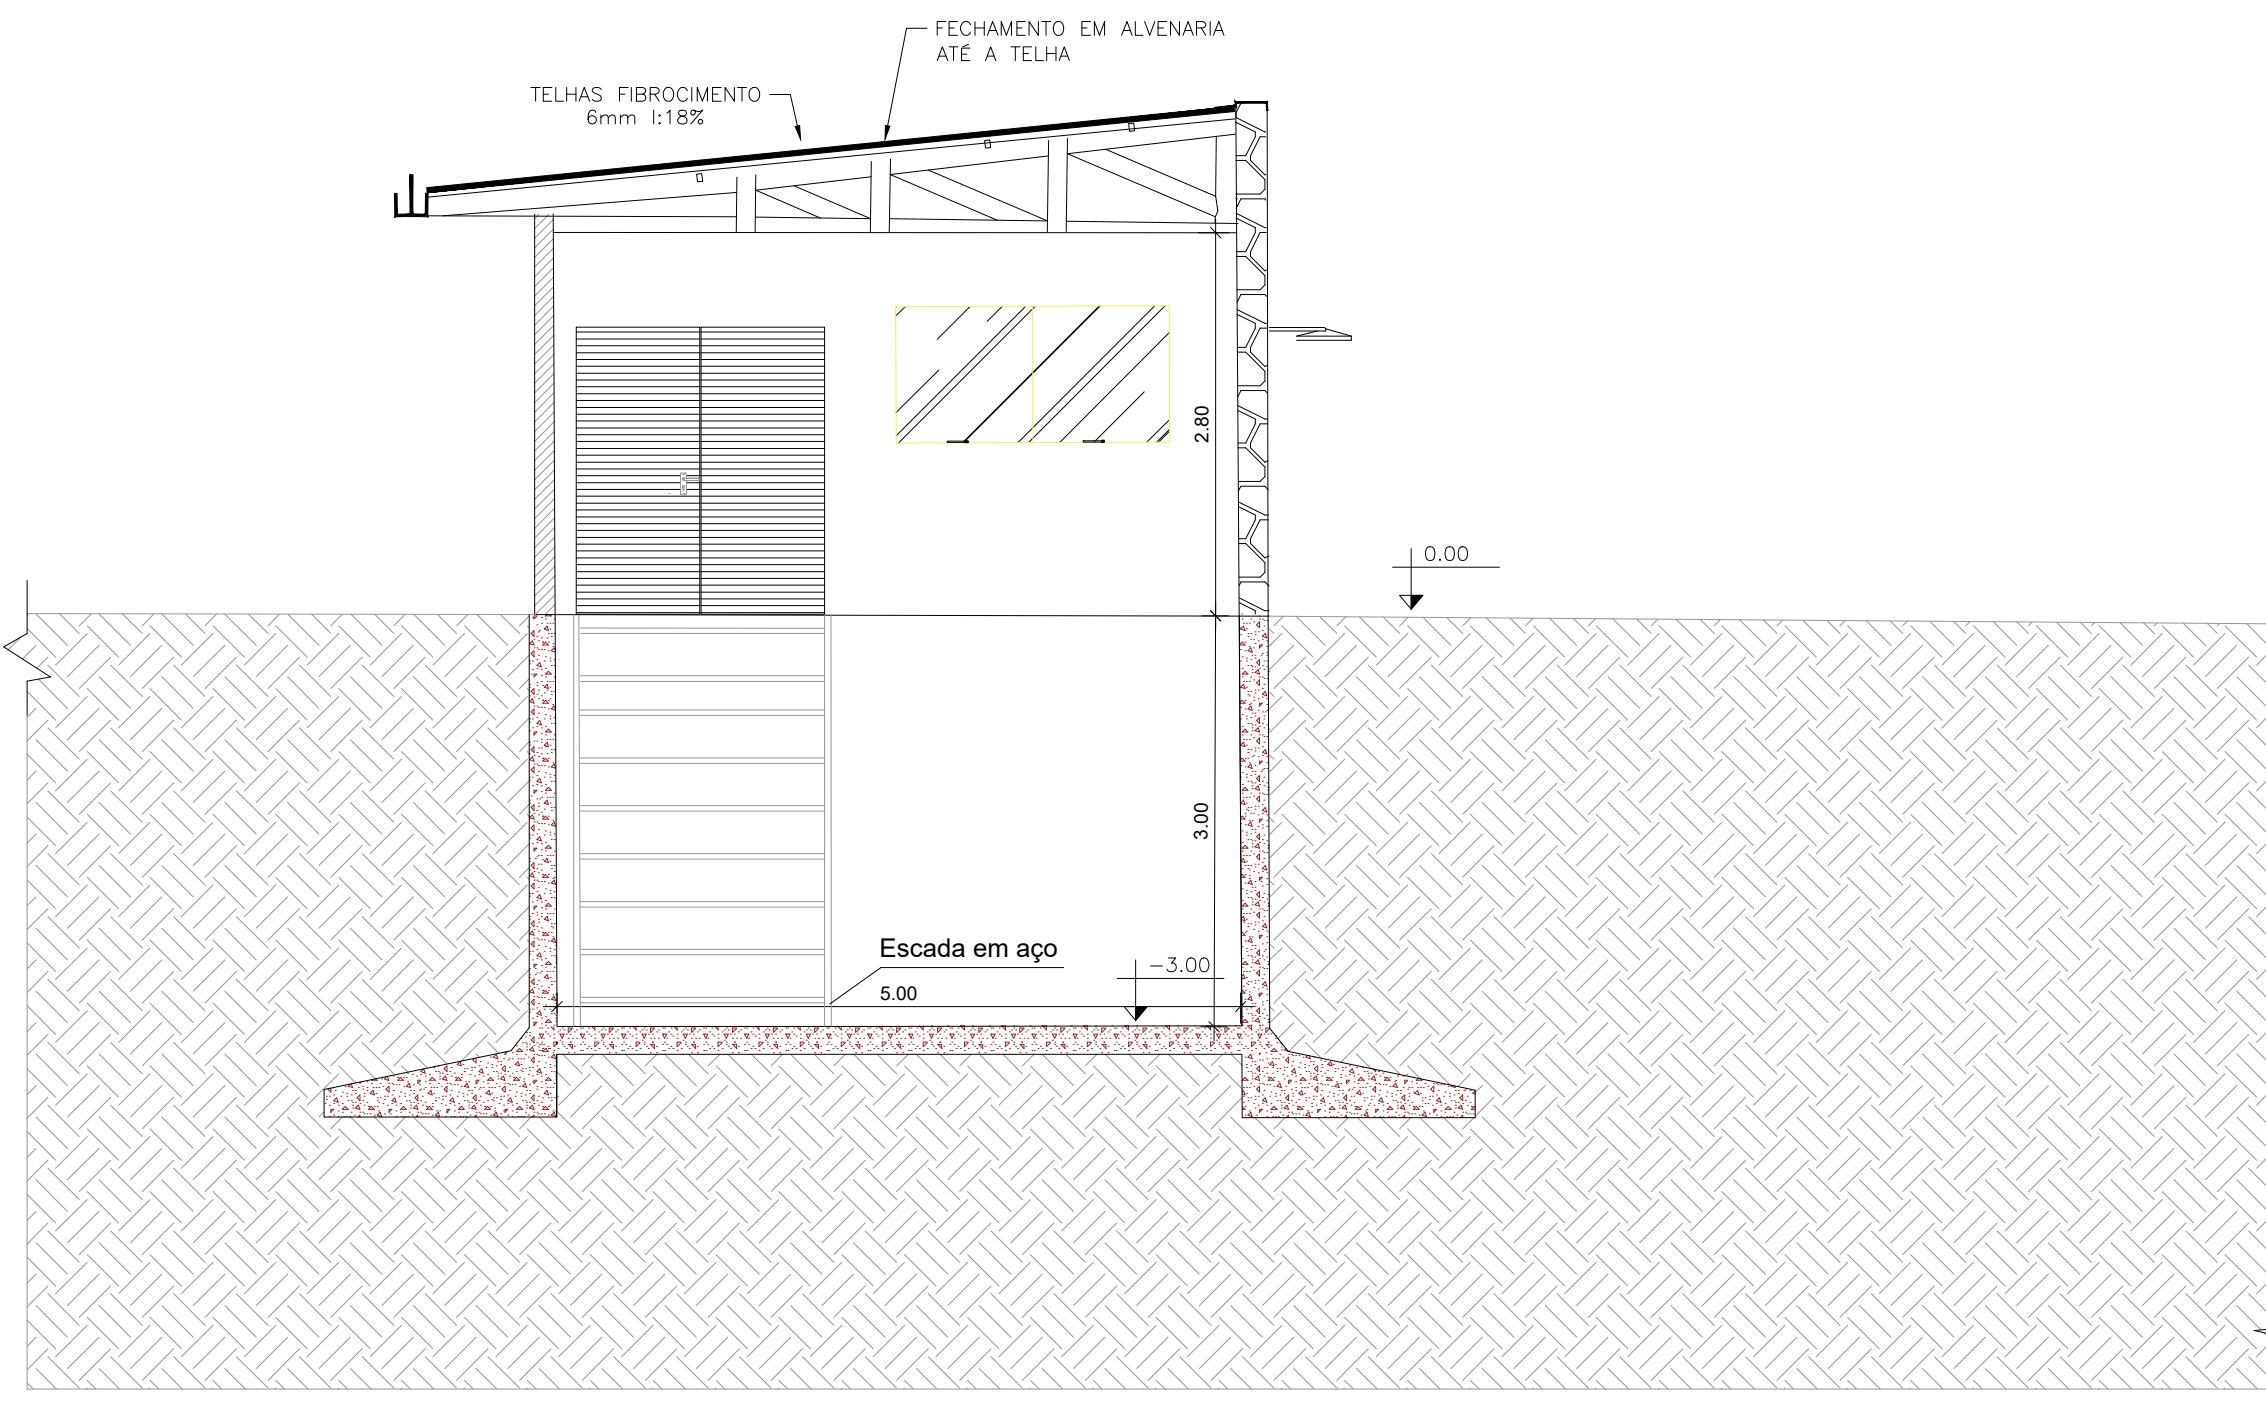 FECHAMENTO EM ALVENARIA
ATÉ A TELHA
TELHAS FIBROCIMENTO
6mm I:18%
2.80
0.00
3.00
Escada em aço
−3.00
5.00